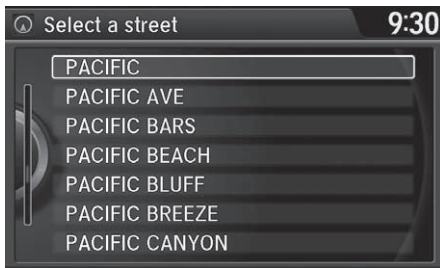 Select a street
9:30
PACIFIC
PACIFIC AVE
PACIFIC BARS
PACIFIC BEACH
PACIFIC BLUFF
PACIFIC BREEZE
PACIFIC CANYON